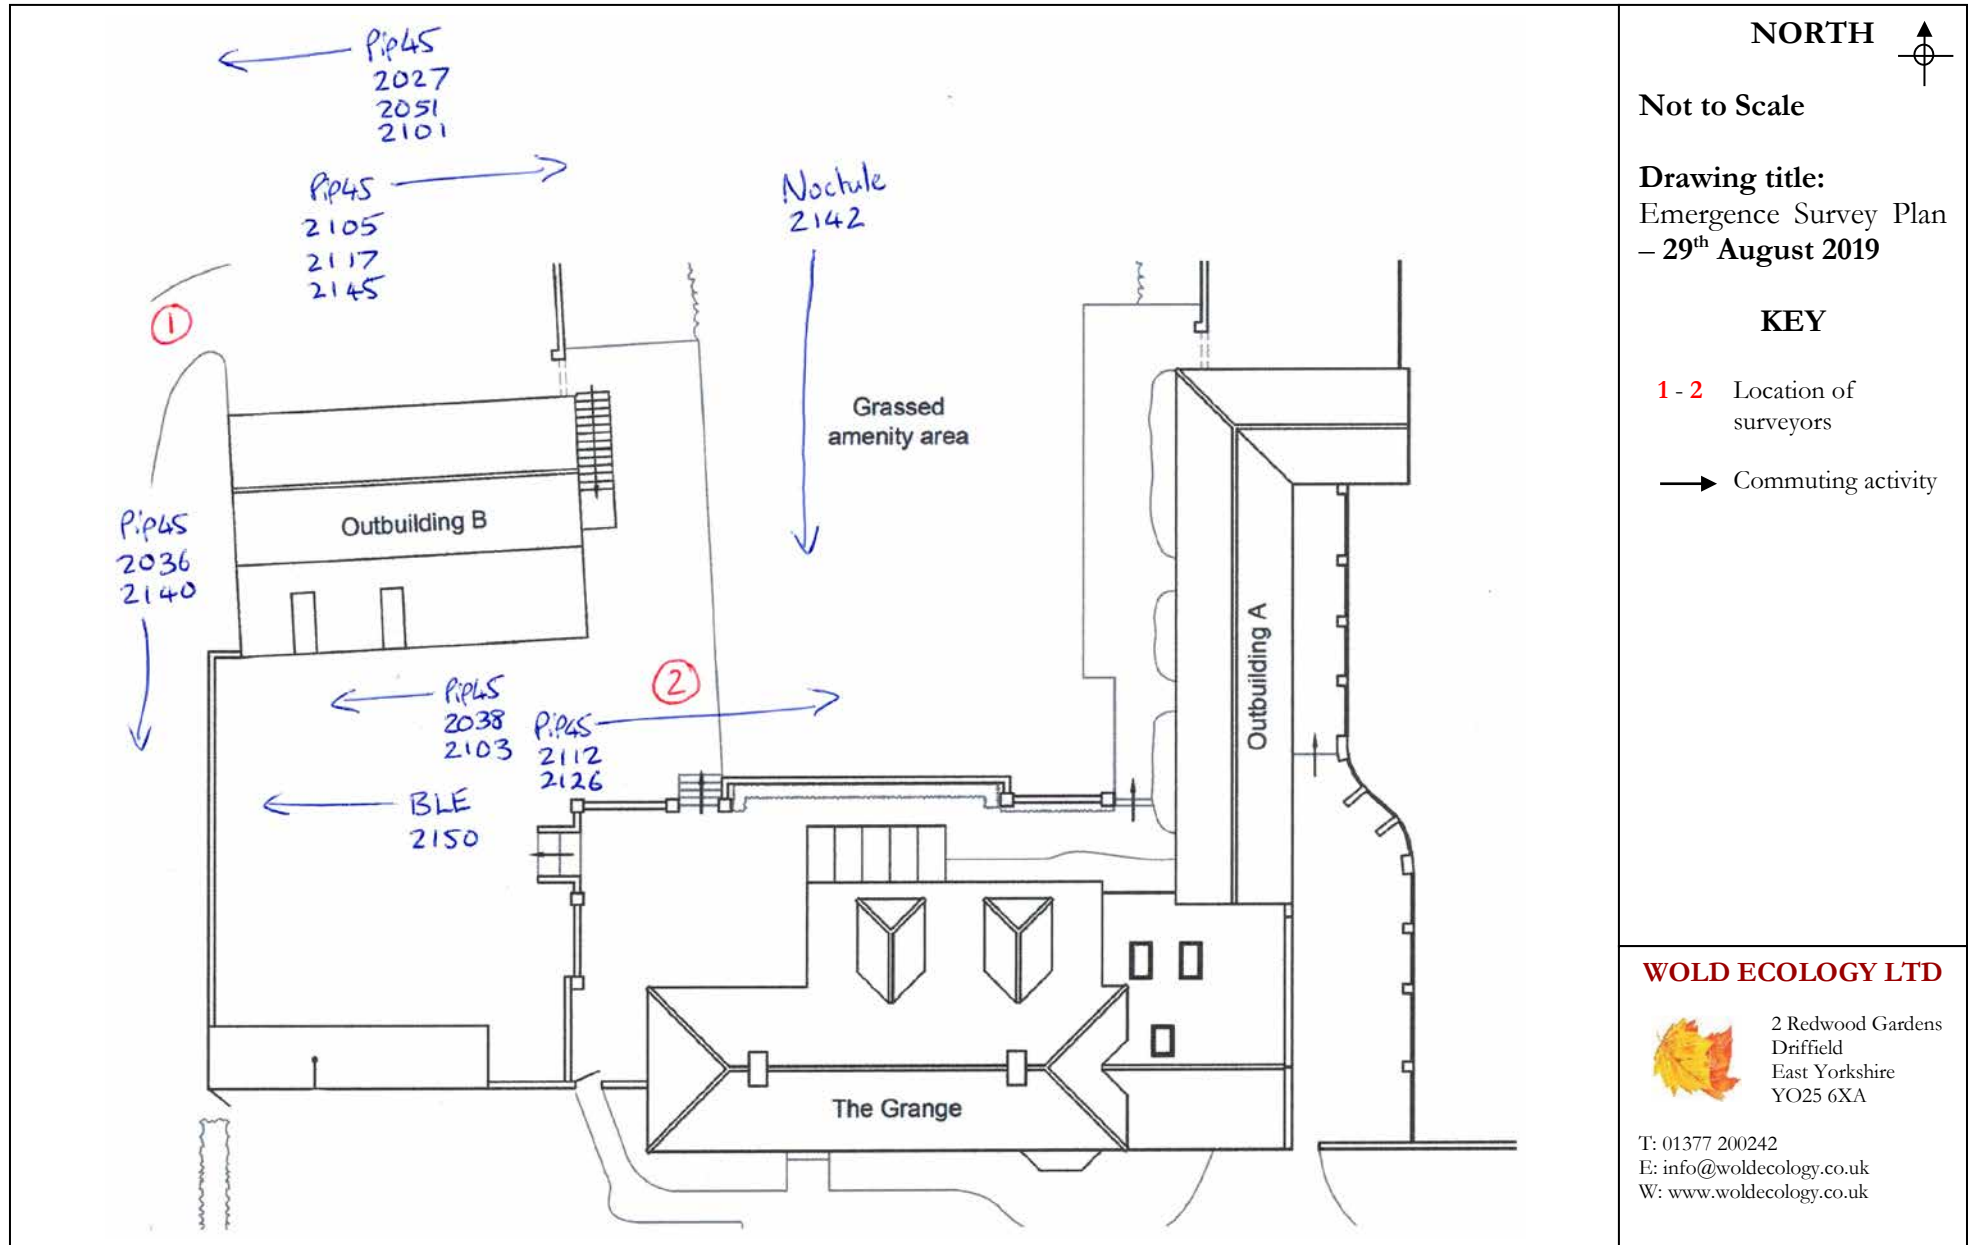 Pip45
2027
2051
2101
Pip45
2105
2117
2145
Noctule
2142
1
Grassed
amenity area
Outbuilding B
Pip45
2036
2140
2
Pip45
2038
2103
Pip45
2112
2126
BLE
2150
Outbuilding A
The Grange
NORTH
Not to Scale
Drawing title:
Emergence Survey Plan
– 29th August 2019
KEY
1 - 2 Location of
surveyors
Commuting activity
WOLD ECOLOGY LTD
2 Redwood Gardens
Driffield
East Yorkshire
YO25 6XA
T: 01377 200242
E: info@woldecology.co.uk
W: www.woldecology.co.uk